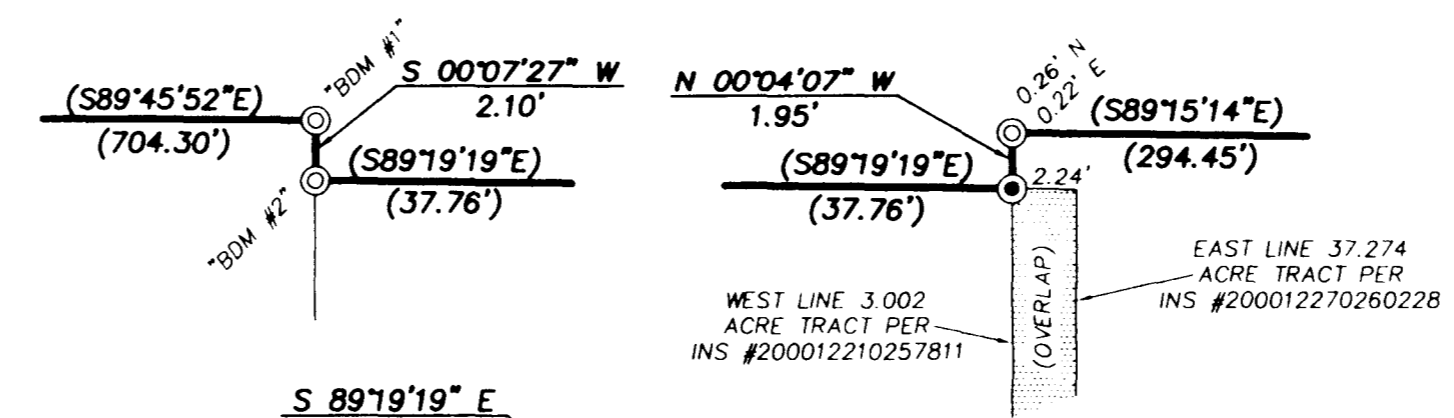 "BDM #1"
S 00°07'27" W
2.10'
(S89°45'52"E)
(704.30')
(S89°19'19"E)
(37.76')
"BDM #2"
N 00°04'07" W
1.95'
0.26' N
0.22' E
(S89°15'14"E)
(294.45')
(S89°19'19"E)
(37.76')
2.24'
(OVERLAP)
EAST LINE 37.274
ACRE TRACT PER
INS #200012270260228
WEST LINE 3.002
ACRE TRACT PER
INS #200012210257811
S 89°19'19" E